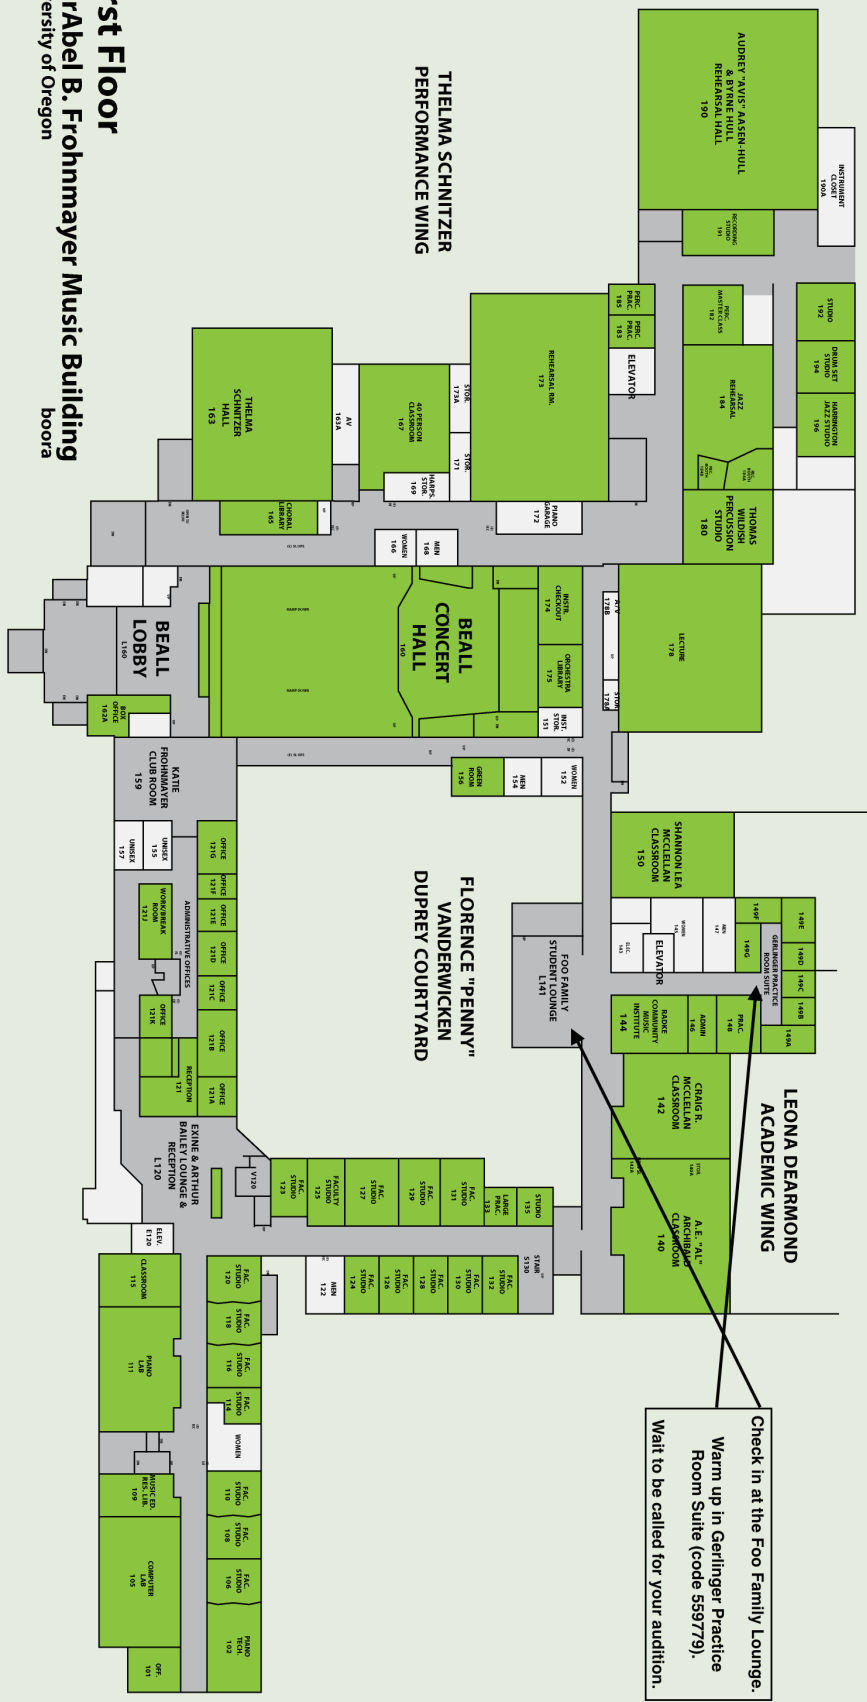 rst Floor
rAbel B. Frohnmayer Music Building
versity of Oregon
boora
THELMA SCHNITZER
PERFORMANCE WING
AUDREY "AVIS" AASEN-HULL
& BYRNE HULL
REHEARSAL HALL
190
INSTRUMENT
CLOSET
190A
RECORDING
STUDIO
191
STUDIO
192
DRUM SET
STUDIO
194
HARRINGTON
JAZZ STUDIO
196
PERC.
MASTER CLASS
182
JAZZ
REHEARSAL
184
PERC.
PRAC.
185
PERC.
PRAC.
183
ELEVATOR
THOMAS
WILDISH
PERCUSSION
STUDIO
180
REHEARSAL RM.
173
STOR.
173A
STOR.
171
40 PERSON
CLASSROOM
167
HARPS.
STOR.
169
AV
163A
THELMA
SCHNITZER
HALL
163
CHORAL
LIBRARY
165
PIANO
GARAGE
172
MEN
168
WOMEN
166
LECTURE
178
178B
STOR
178A
INSTR.
CHECKOUT
174
ORCHESTRA
LIBRARY
175
INST.
STOR.
151
BEALL
CONCERT
HALL
160
BEALL
LOBBY
L160
BOX
OFFICE
162A
WOMEN
152
MEN
154
GREEN
ROOM
156
KATIE
FROHNMAYER
CLUB ROOM
159
UNISEX
155
UNISEX
157
FLORENCE "PENNY"
VANDERWICKEN
DUPREY COURTYARD
SHANNON LEA
MCCLELLAN
CLASSROOM
150
MEN
147
WOMEN
145
ELEC.
143
ELEVATOR
149F
149G
149E
149D
149C
149B
149A
GERLINGER PRACTICE
ROOM SUITE
PRAC.
148
ADMIN
146
RADKE
COMMUNITY
MUSIC
INSTITUTE
144
FOO FAMILY
STUDENT LOUNGE
L141
LEONA DEARMOND
ACADEMIC WING
CRAIG R.
MCCLELLAN
CLASSROOM
142
142A
STOR
140A
A.E. "AL"
ARCHIBALD
CLASSROOM
140
ADMINISTRATIVE OFFICES
OFFICE
121G
OFFICE
121F
OFFICE
121E
OFFICE
121D
OFFICE
121C
OFFICE
121B
OFFICE
121A
WORK/BREAK
ROOM
121J
OFFICE
121K
RECEPTION
121
EXINE & ARTHUR
BAILEY LOUNGE &
RECEPTION
L120
V120
FAC.
STUDIO
123
FACULTY
STUDIO
125
FAC.
STUDIO
127
FAC.
STUDIO
129
FAC.
STUDIO
131
LARGE
PRAC.
133
STUDIO
135
STAIR
S130
ELEV.
E120
CLASSROOM
115
PIANO
LAB
111
MUSIC ED.
RES. LIB.
109
COMPUTER
LAB
105
OFF.
101
MEN
122
FAC.
STUDIO
124
FAC.
STUDIO
126
FAC.
STUDIO
128
FAC.
STUDIO
130
FAC.
STUDIO
132
FAC.
STUDIO
120
FAC.
STUDIO
118
FAC.
STUDIO
116
FAC.
STUDIO
114
WOMEN
FAC.
STUDIO
110
FAC.
STUDIO
108
FAC.
STUDIO
106
PIANO
TECH.
102
Check in at the Foo Family Lounge.
Warm up in Gerlinger Practice
Room Suite (code 559779).
Wait to be called for your audition.